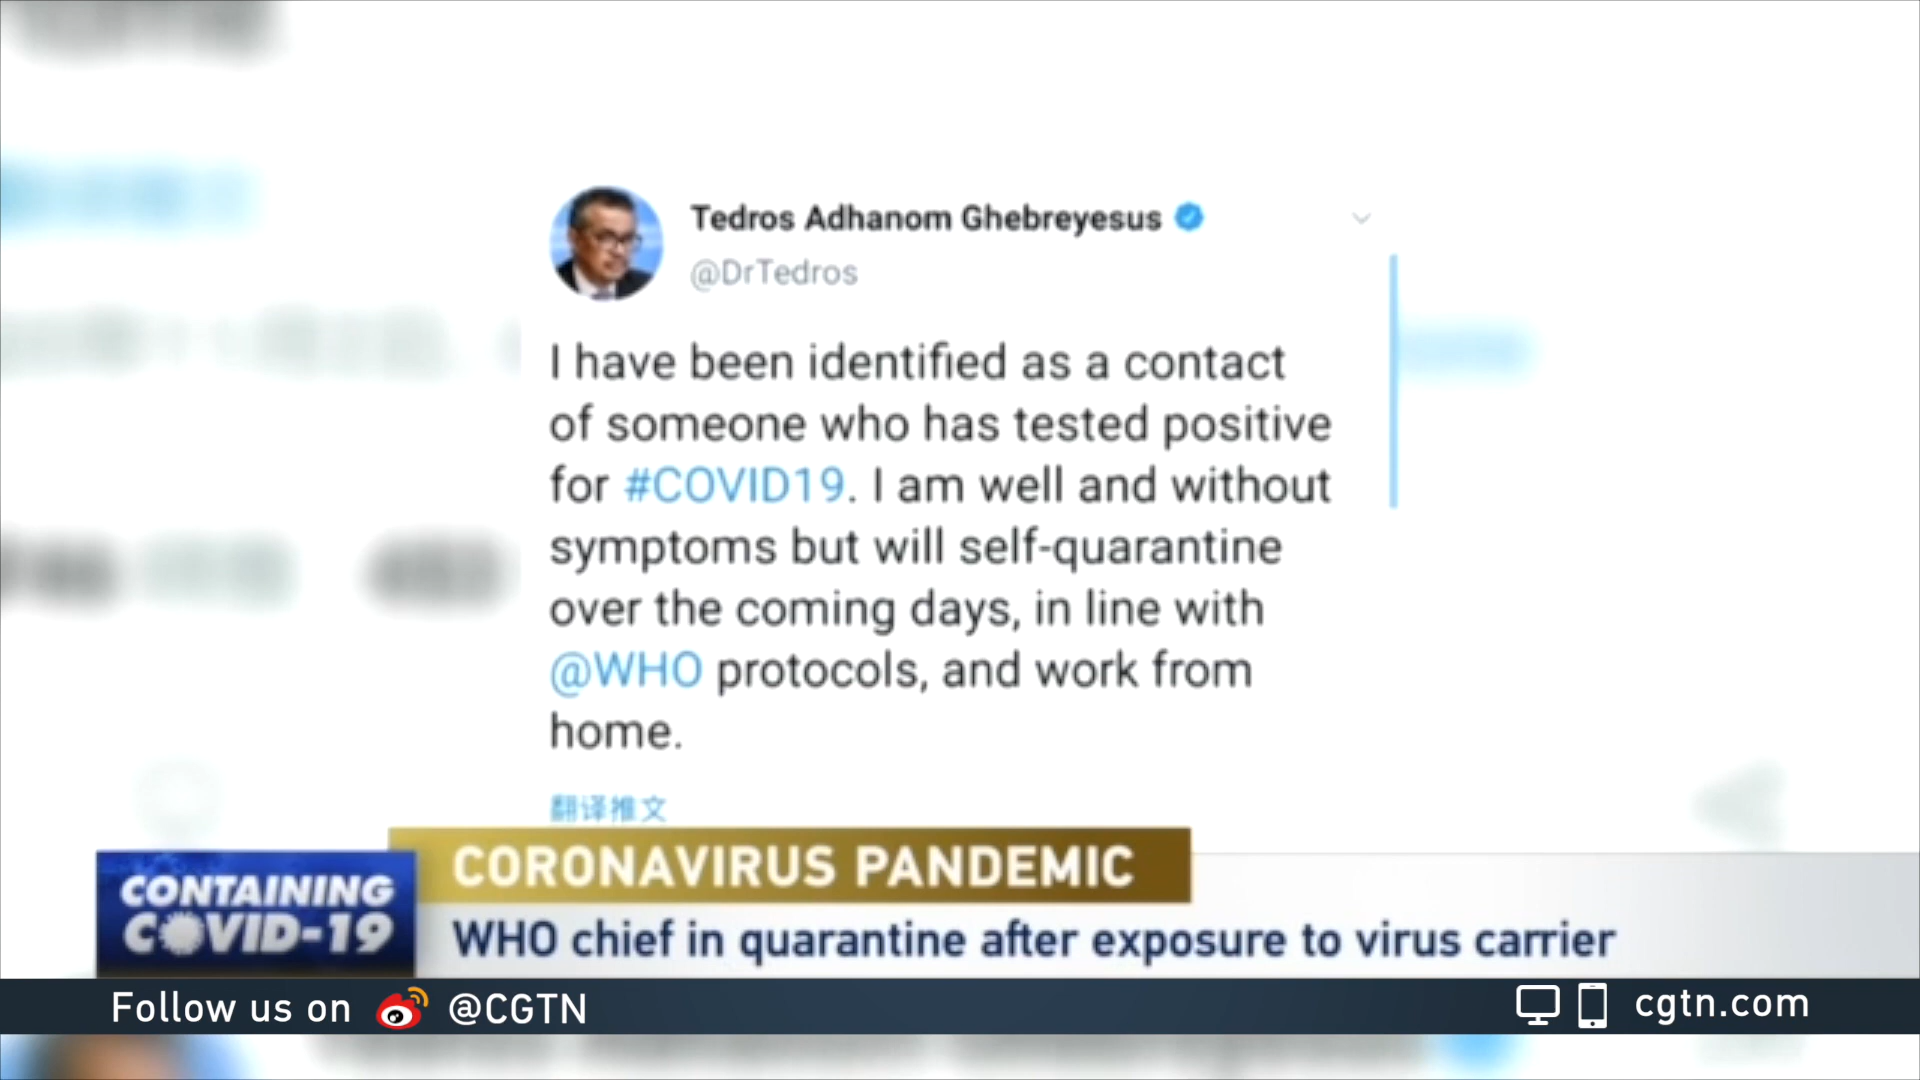 Tedros Adhanom Ghebreyesus
@DrTedros
I have been identified as a contact
of someone who has tested positive
for #COVID19. I am well and without
symptoms but will self-quarantine
over the coming days, in line with
@WHO protocols, and work from
home.
翻译推文
CORONAVIRUS PANDEMIC
CONTAINING
COVID-19
WHO chief in quarantine after exposure to virus carrier
Follow us on @CGTN
cgtn.com